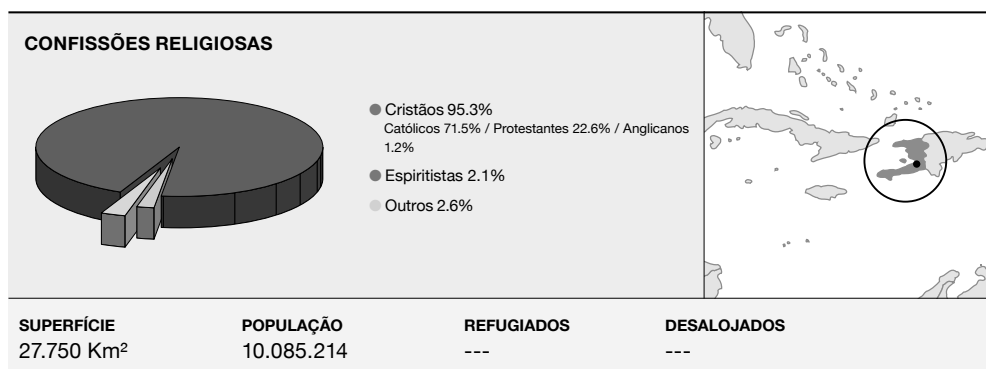 CONFISSÕES RELIGIOSAS
Cristãos 95.3%
Católicos 71.5% / Protestantes 22.6% / Anglicanos
1.2%
Espiritistas 2.1%
Outros 2.6%
SUPERFÍCIE POPULAÇÃO REFUGIADOS DESALOJADOS
27.750 Km² 10.085.214 --- ---